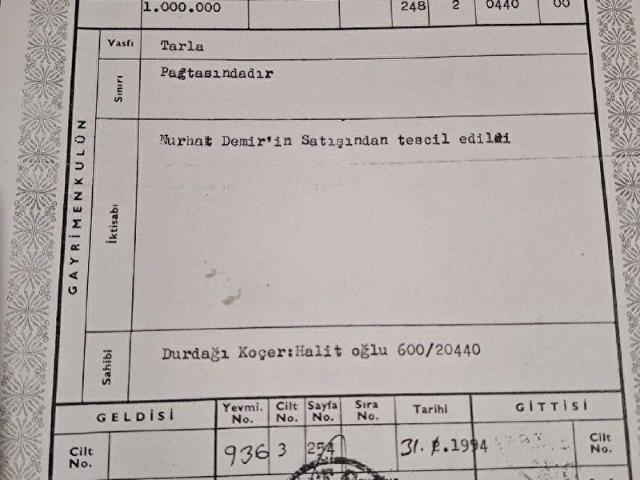 1.000.000 248 2 0440 00
GAYRİMENKULÜN
Vasfı Tarla
Sınırı Paftasındadır
İktisabı Nurhat Demir'in Satışından tescil edildi
Sahibi Durdağı Koçer:Halit oğlu 600/20440
GELDİSİ Yevmi. No. Cilt No. Sayfa No. Sıra No. Tarihi GİTTİSİ
Cilt No. 936 3 254 1994 Cilt No.